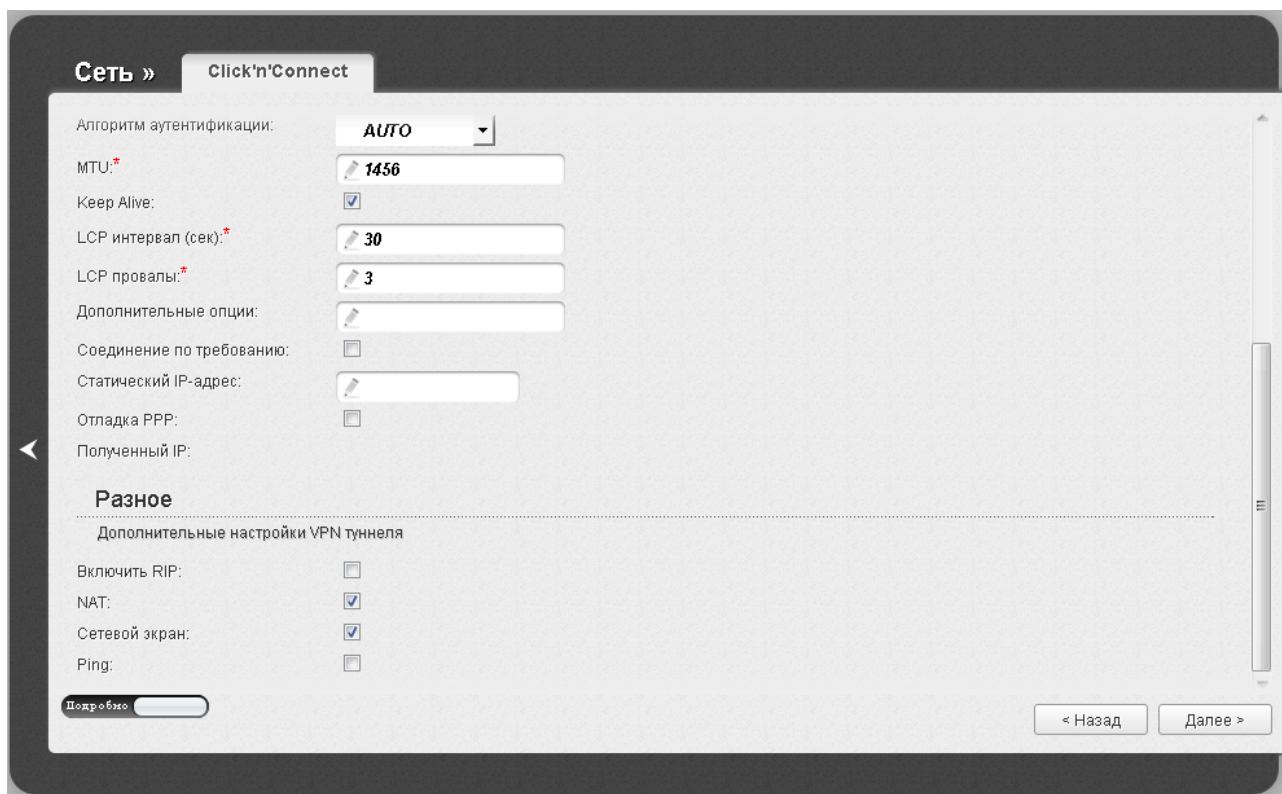 Сеть » Click'n'Connect
Алгоритм аутентификации: AUTO
MTU:* 1456
Keep Alive:
LCP интервал (сек):* 30
LCP провалы:* 3
Дополнительные опции:
Соединение по требованию:
Статический IP-адрес:
Отладка PPP:
Полученный IP:
Разное
Дополнительные настройки VPN туннеля
Включить RIP:
NAT:
Сетевой экран:
Ping:
Подробно
< Назад Далее >